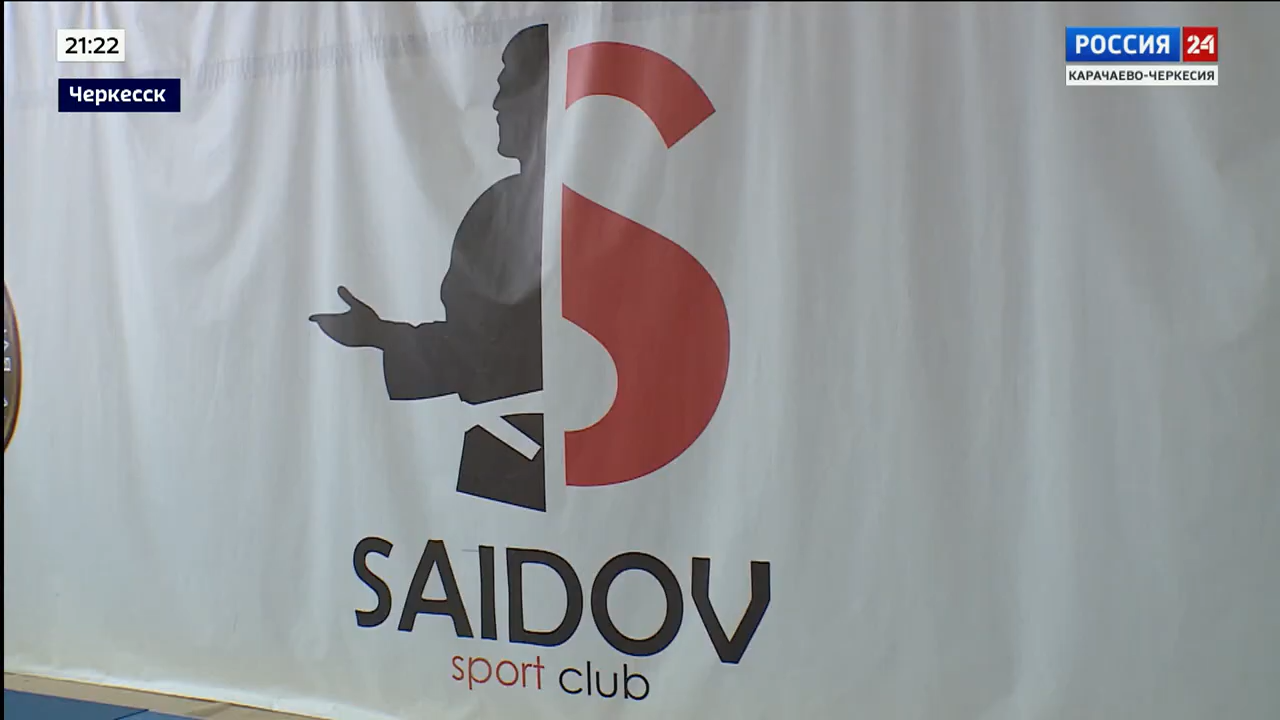 21:22
РОССИЯ 24
Черкесск
КАРАЧАЕВО-ЧЕРКЕСИЯ
SAIDOV
sport club